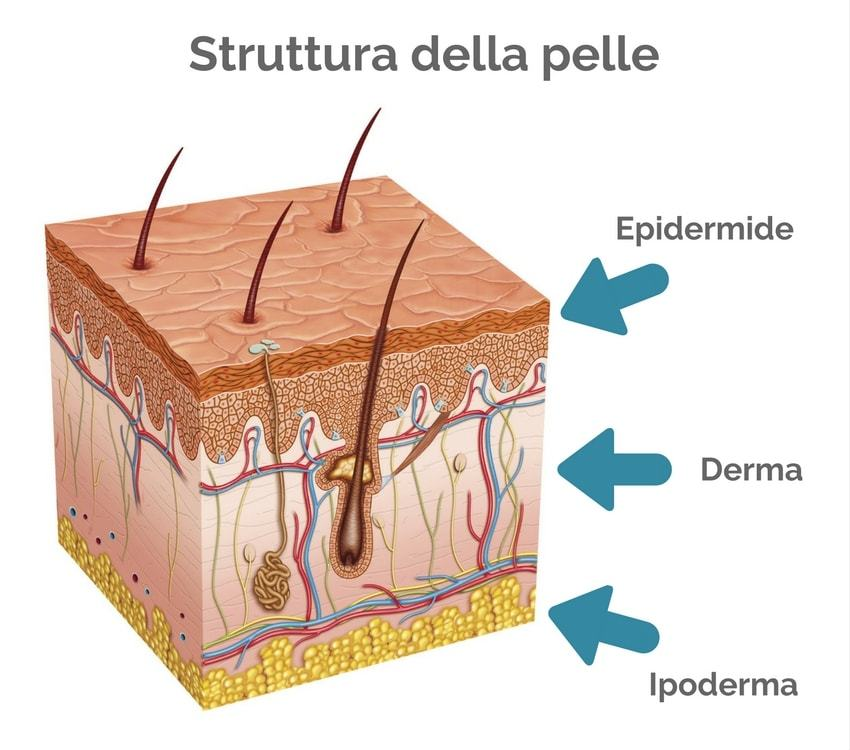 Struttura della pelle
Epidermide
Derma
Ipoderma